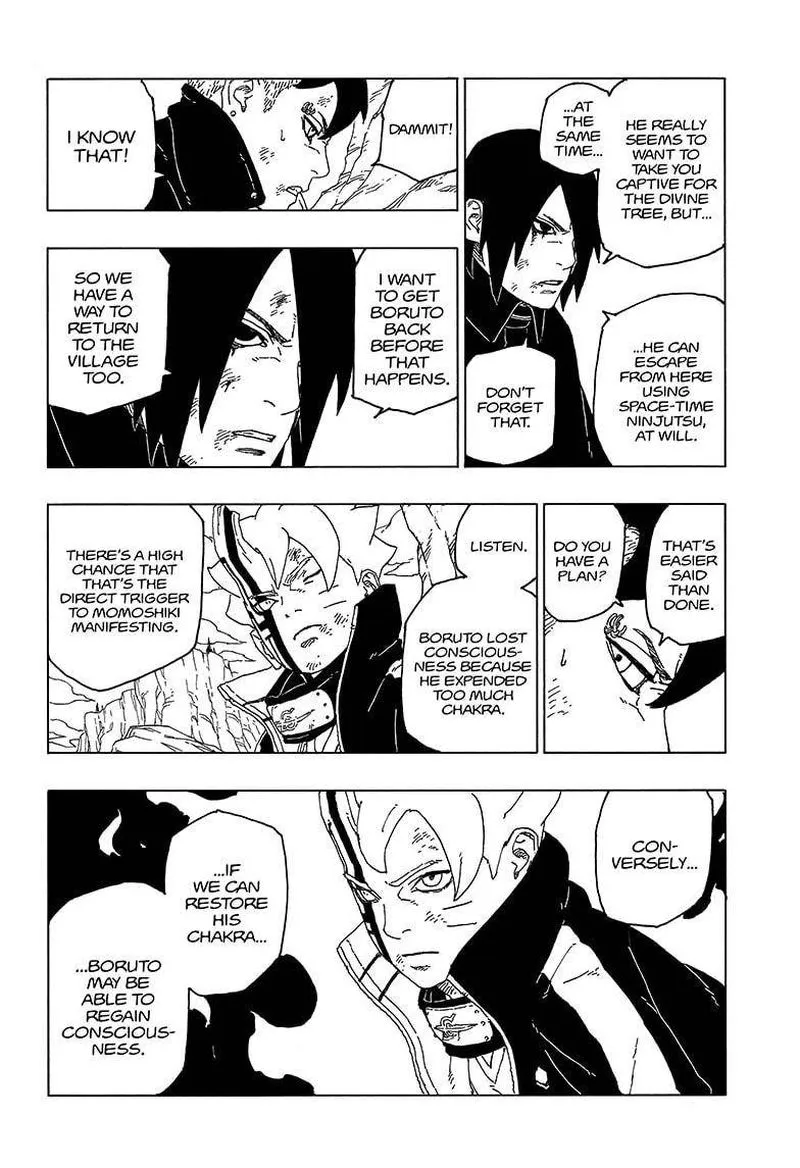 HE REALLY
SEEMS TO
WANT TO
TAKE YOU
CAPTIVE FOR
THE DIVINE
TREE, BUT...
...AT
THE
SAME
TIME...
...HE CAN
ESCAPE
FROM HERE
USING
SPACE-TIME
NINJUTSU,
AT WILL.
DON'T
FORGET
THAT.
DAMMIT!
I KNOW
THAT!
I WANT
TO GET
BORUTO
BACK
BEFORE
THAT
HAPPENS.
SO WE
HAVE A
WAY TO
RETURN
TO THE
VILLAGE
TOO.
THAT'S
EASIER
SAID
THAN
DONE.
DO YOU
HAVE A
PLAN?
LISTEN.
BORUTO LOST
CONSCIOUS-
NESS BECAUSE
HE EXPENDED
TOO MUCH
CHAKRA.
THERE'S A HIGH
CHANCE THAT
THAT'S THE
DIRECT TRIGGER
TO MOMOSHIKI
MANIFESTING.
CON-
VERSELY...
...IF
WE CAN
RESTORE
HIS
CHAKRA...
...BORUTO
MAY BE
ABLE TO
REGAIN
CONSCIOUS-
NESS.